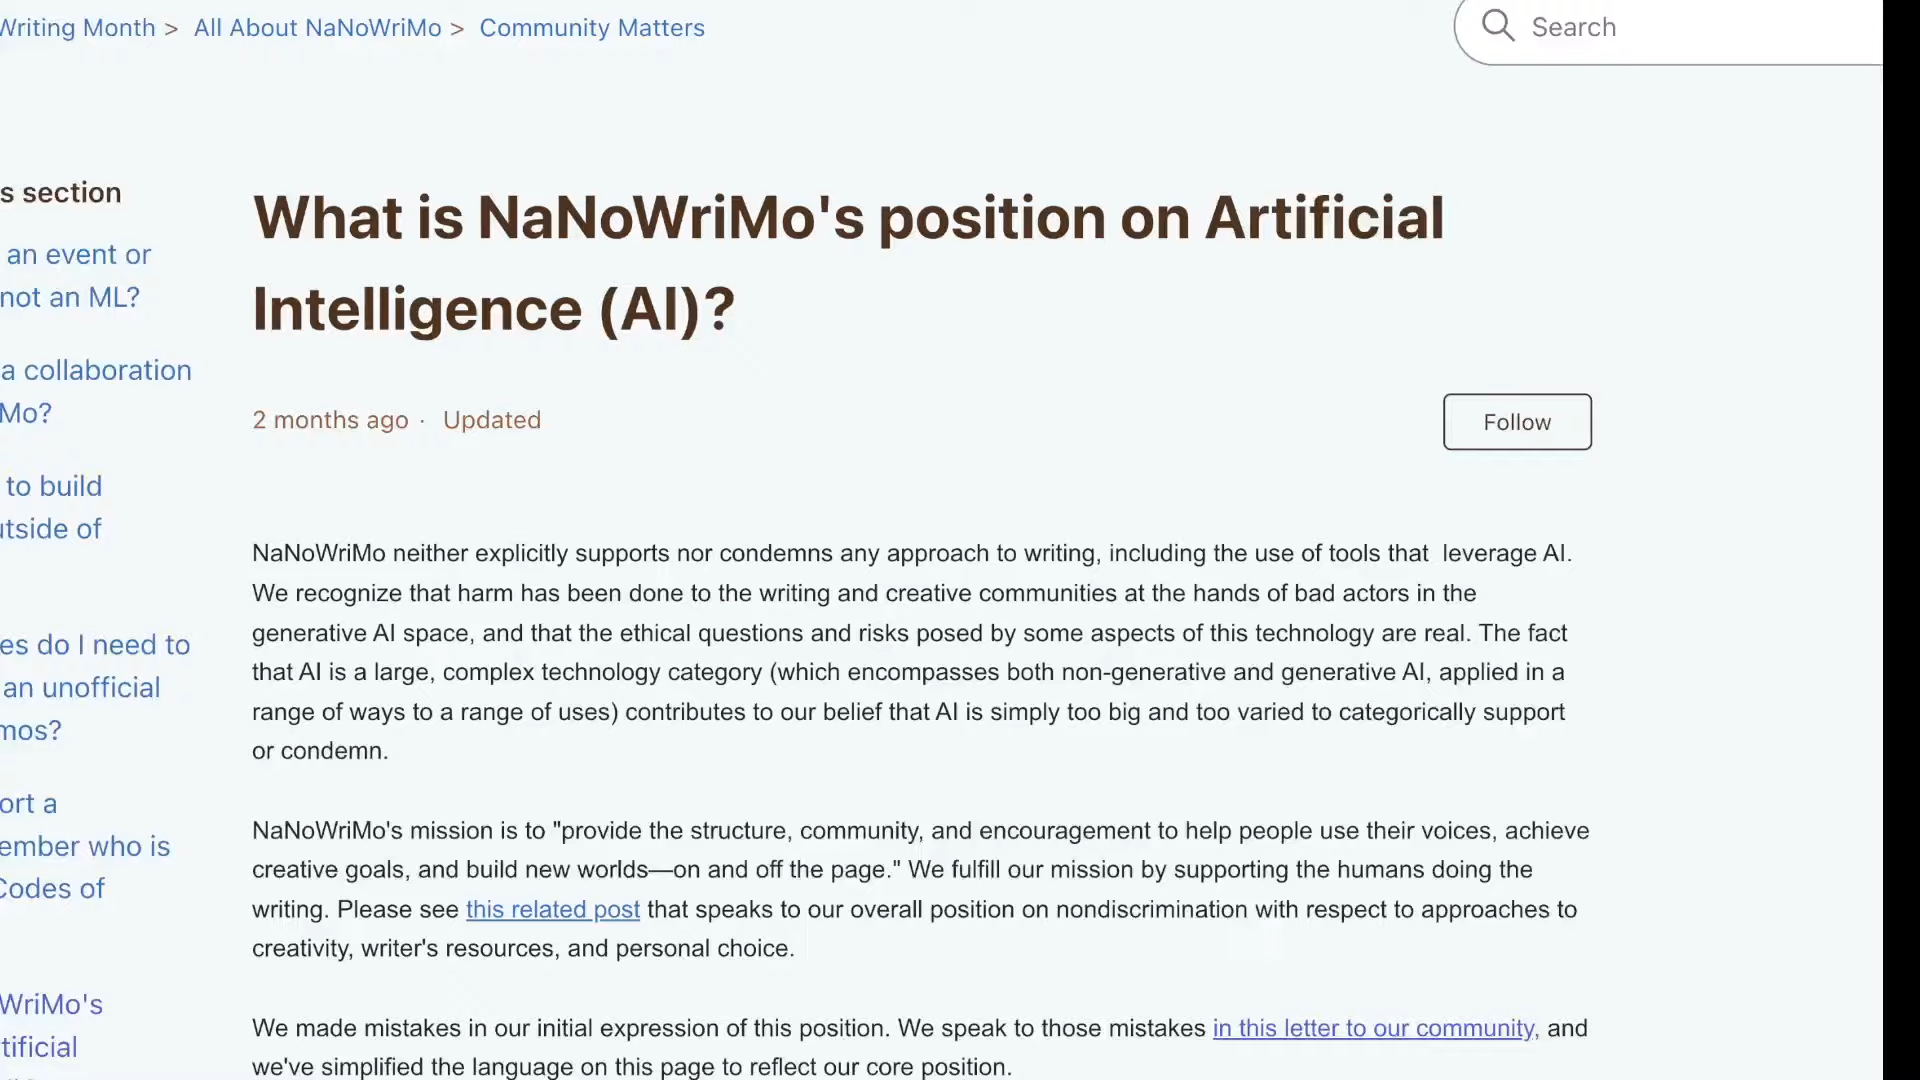 Writing Month > All About NaNoWriMo > Community Matters
Search
s section
an event or
not an ML?
a collaboration
Mo?
to build
utside of
es do I need to
an unofficial
mos?
ort a
ember who is
Codes of
WriMo's
tificial
What is NaNoWriMo's position on Artificial
Intelligence (AI)?
2 months ago · Updated
Follow
NaNoWriMo neither explicitly supports nor condemns any approach to writing, including the use of tools that leverage AI.
We recognize that harm has been done to the writing and creative communities at the hands of bad actors in the
generative AI space, and that the ethical questions and risks posed by some aspects of this technology are real. The fact
that AI is a large, complex technology category (which encompasses both non-generative and generative AI, applied in a
range of ways to a range of uses) contributes to our belief that AI is simply too big and too varied to categorically support
or condemn.
NaNoWriMo's mission is to "provide the structure, community, and encouragement to help people use their voices, achieve
creative goals, and build new worlds—on and off the page." We fulfill our mission by supporting the humans doing the
writing. Please see this related post that speaks to our overall position on nondiscrimination with respect to approaches to
creativity, writer's resources, and personal choice.
We made mistakes in our initial expression of this position. We speak to those mistakes in this letter to our community, and
we've simplified the language on this page to reflect our core position.